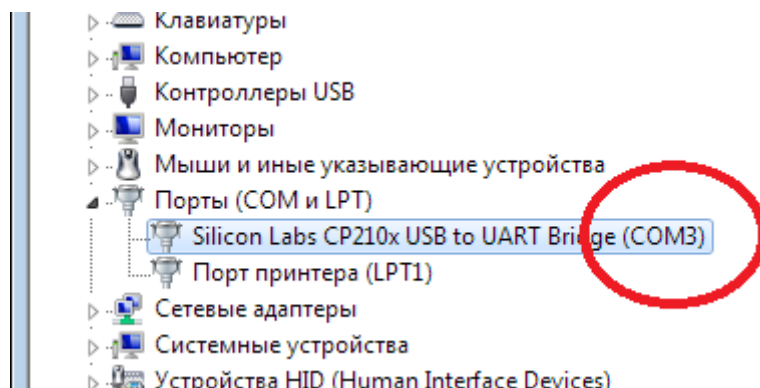 Клавиатуры
Компьютер
Контроллеры USB
Мониторы
Мыши и иные указывающие устройства
Порты (COM и LPT)
Silicon Labs CP210x USB to UART Bridge (COM3)
Порт принтера (LPT1)
Сетевые адаптеры
Системные устройства
Устройства HID (Human Interface Devices)